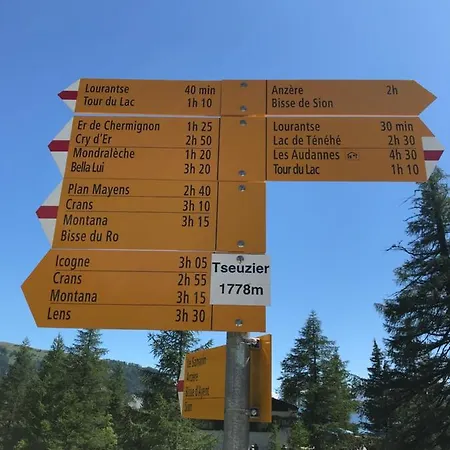 Lourantse 40 min
Tour du Lac 1h 10
Anzère 2h
Bisse de Sion
Er de Chermignon 1h 25
Cry d'Er 2h 50
Mondralèche 1h 20
Bella Lui 3h 20
Lourantse 30 min
Lac de Ténéhé 2h 30
Les Audannes 4h 30
Tour du Lac 1h 10
Plan Mayens 2h 40
Crans 3h 10
Montana 3h 15
Bisse du Ro
Icogne 3h 05
Crans 2h 55
Montana 3h 15
Lens 3h 30
Tseuzier
1778m